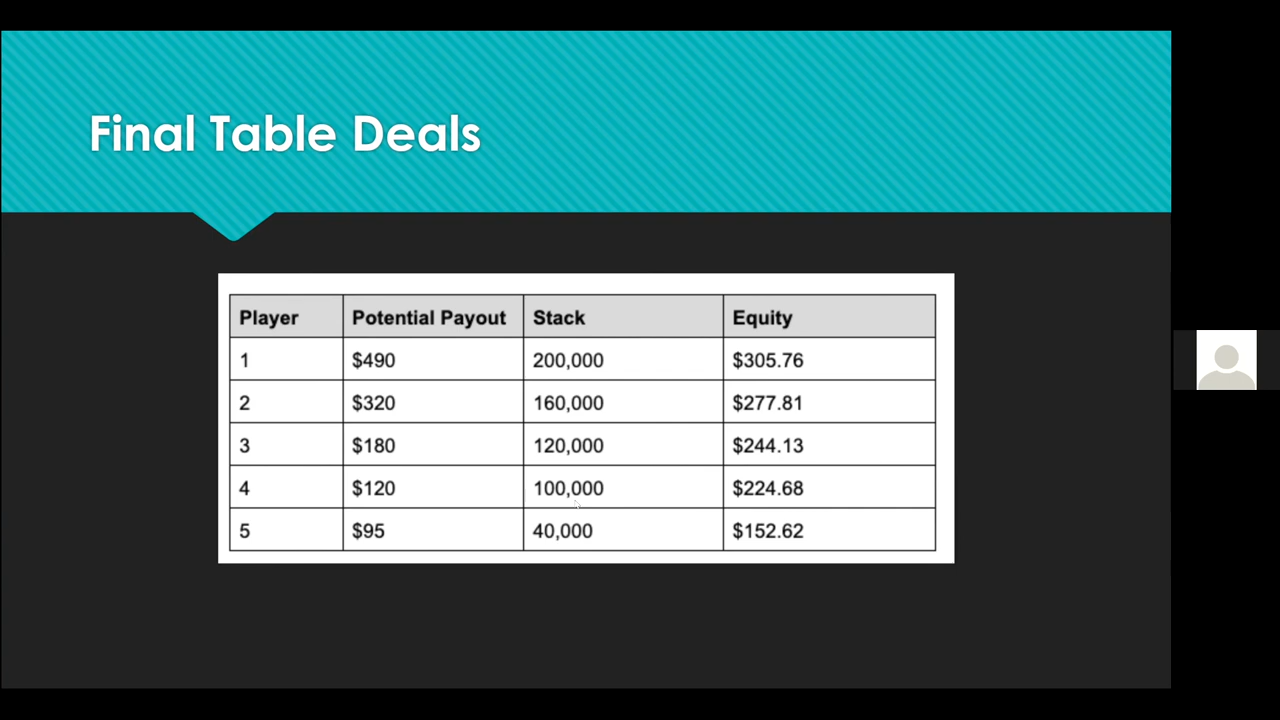 Final Table Deals
Player Potential Payout Stack Equity
1 $490 200,000 $305.76
2 $320 160,000 $277.81
3 $180 120,000 $244.13
4 $120 100,000 $224.68
5 $95 40,000 $152.62